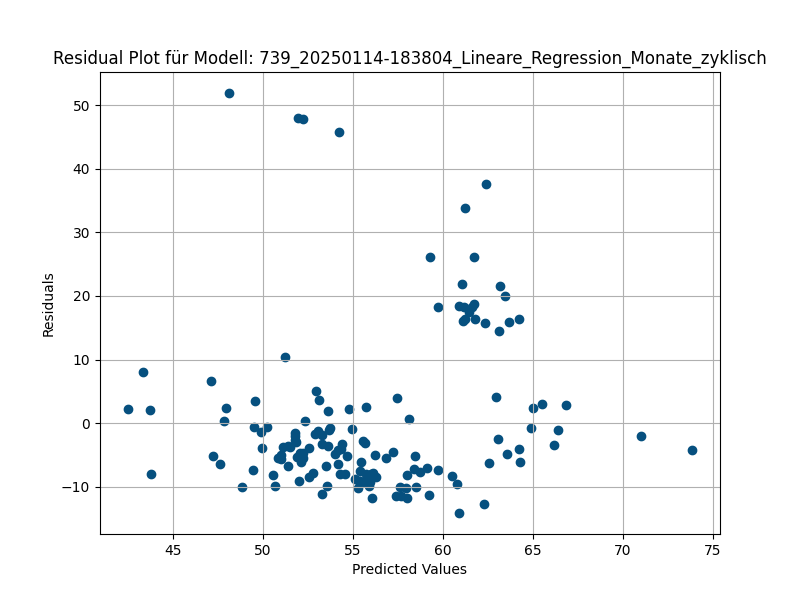 Residual Plot für Modell: 739_20250114-183804_Lineare_Regression_Monate_zyklisch
50
40
30
20
10
0
−10
Residuals
45 50 55 60 65 70 75
Predicted Values